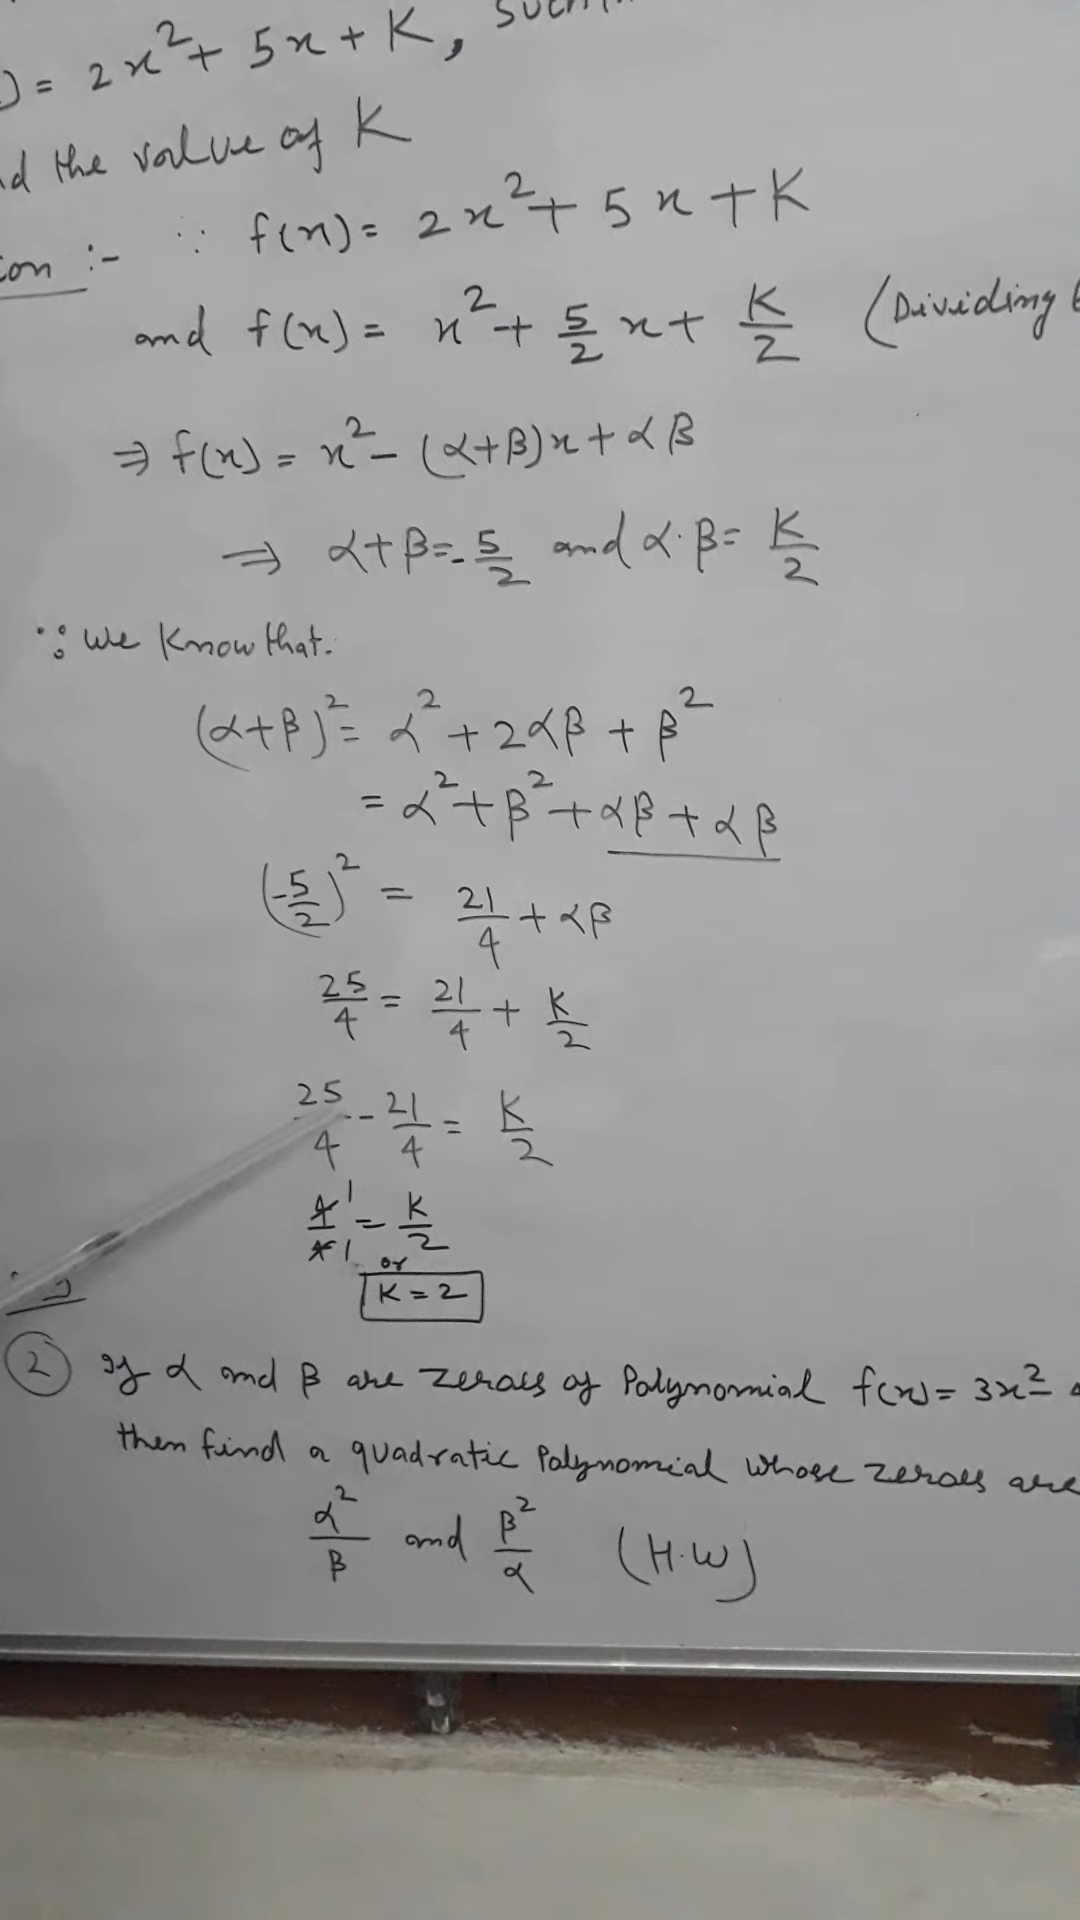 ) = 2x² + 5x + K,
the value of K
:- ∵ f(x) = 2x² + 5x + K
and f(x) = x² + 5/2 x + K/2 (Dividing
⇒ f(x) = x² - (α+β)x + αβ
⇒ α+β = -5/2 and α·β = K/2
∵ we Know that.
(α+β)² = α² + 2αβ + β²
= α² + β² + αβ + αβ
(-5/2)² = 21/4 + αβ
25/4 = 21/4 + K/2
25/4 - 21/4 = K/2
4/4 1/1 = K/2
or
K = 2
2 If α and β are zeroes of Polynomial f(x) = 3x² -
then find a quadratic Polynomial whose zeroes are
α²/β and β²/α (H.W)